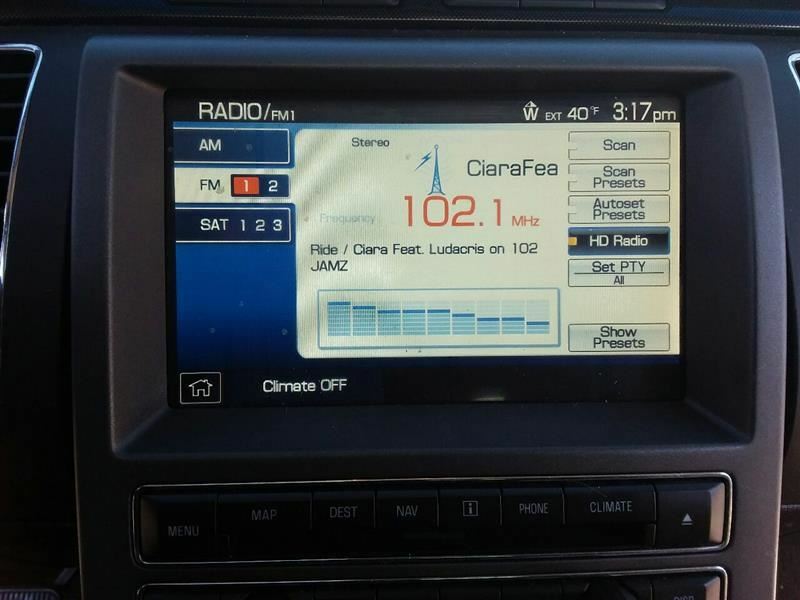 RADIO/FM1
W EXT 40°F 3:17pm
AM
FM 1 2
SAT 1 2 3
Stereo
CiaraFea
Frequency 102.1 MHz
Ride / Ciara Feat. Ludacris on 102
JAMZ
Scan
Scan
Presets
Autoset
Presets
HD Radio
Set PTY
All
Show
Presets
Climate OFF
MENU
MAP
DEST
NAV
i
PHONE
CLIMATE